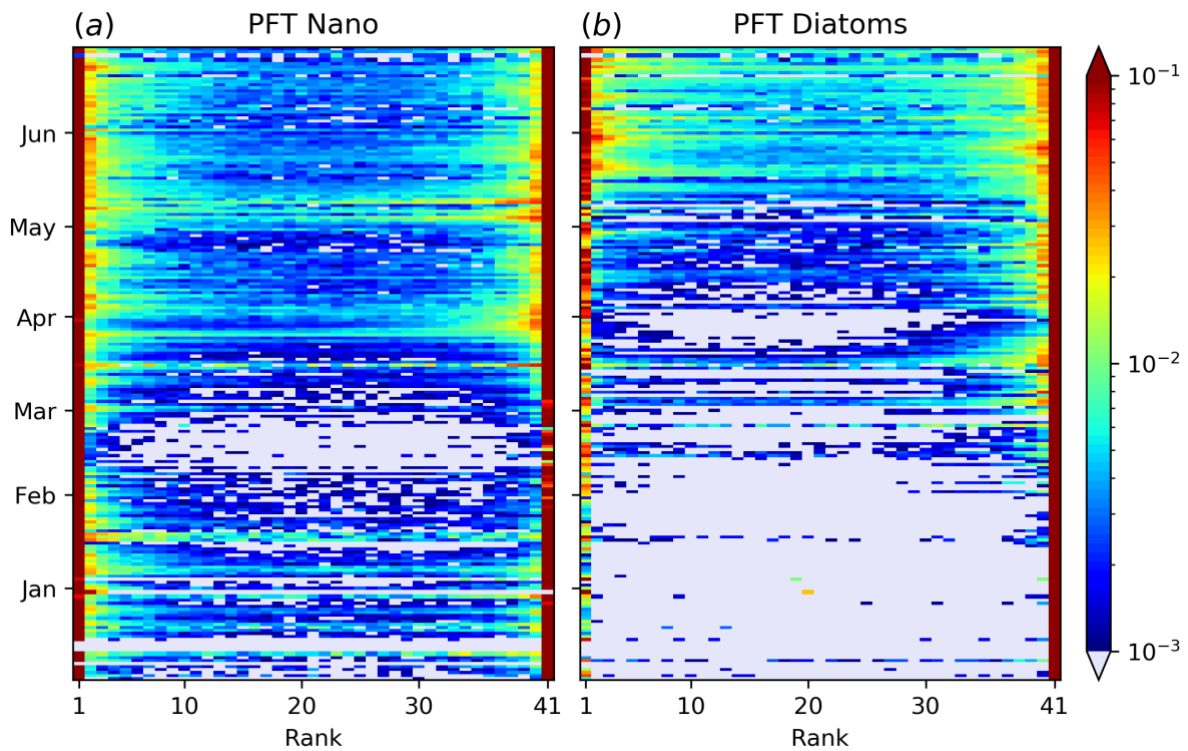 (a) PFT Nano
(b) PFT Diatoms
Jun
May
Apr
Mar
Feb
Jan
1 10 20 30 41
Rank
1 10 20 30 41
Rank
10⁻¹
10⁻²
10⁻³